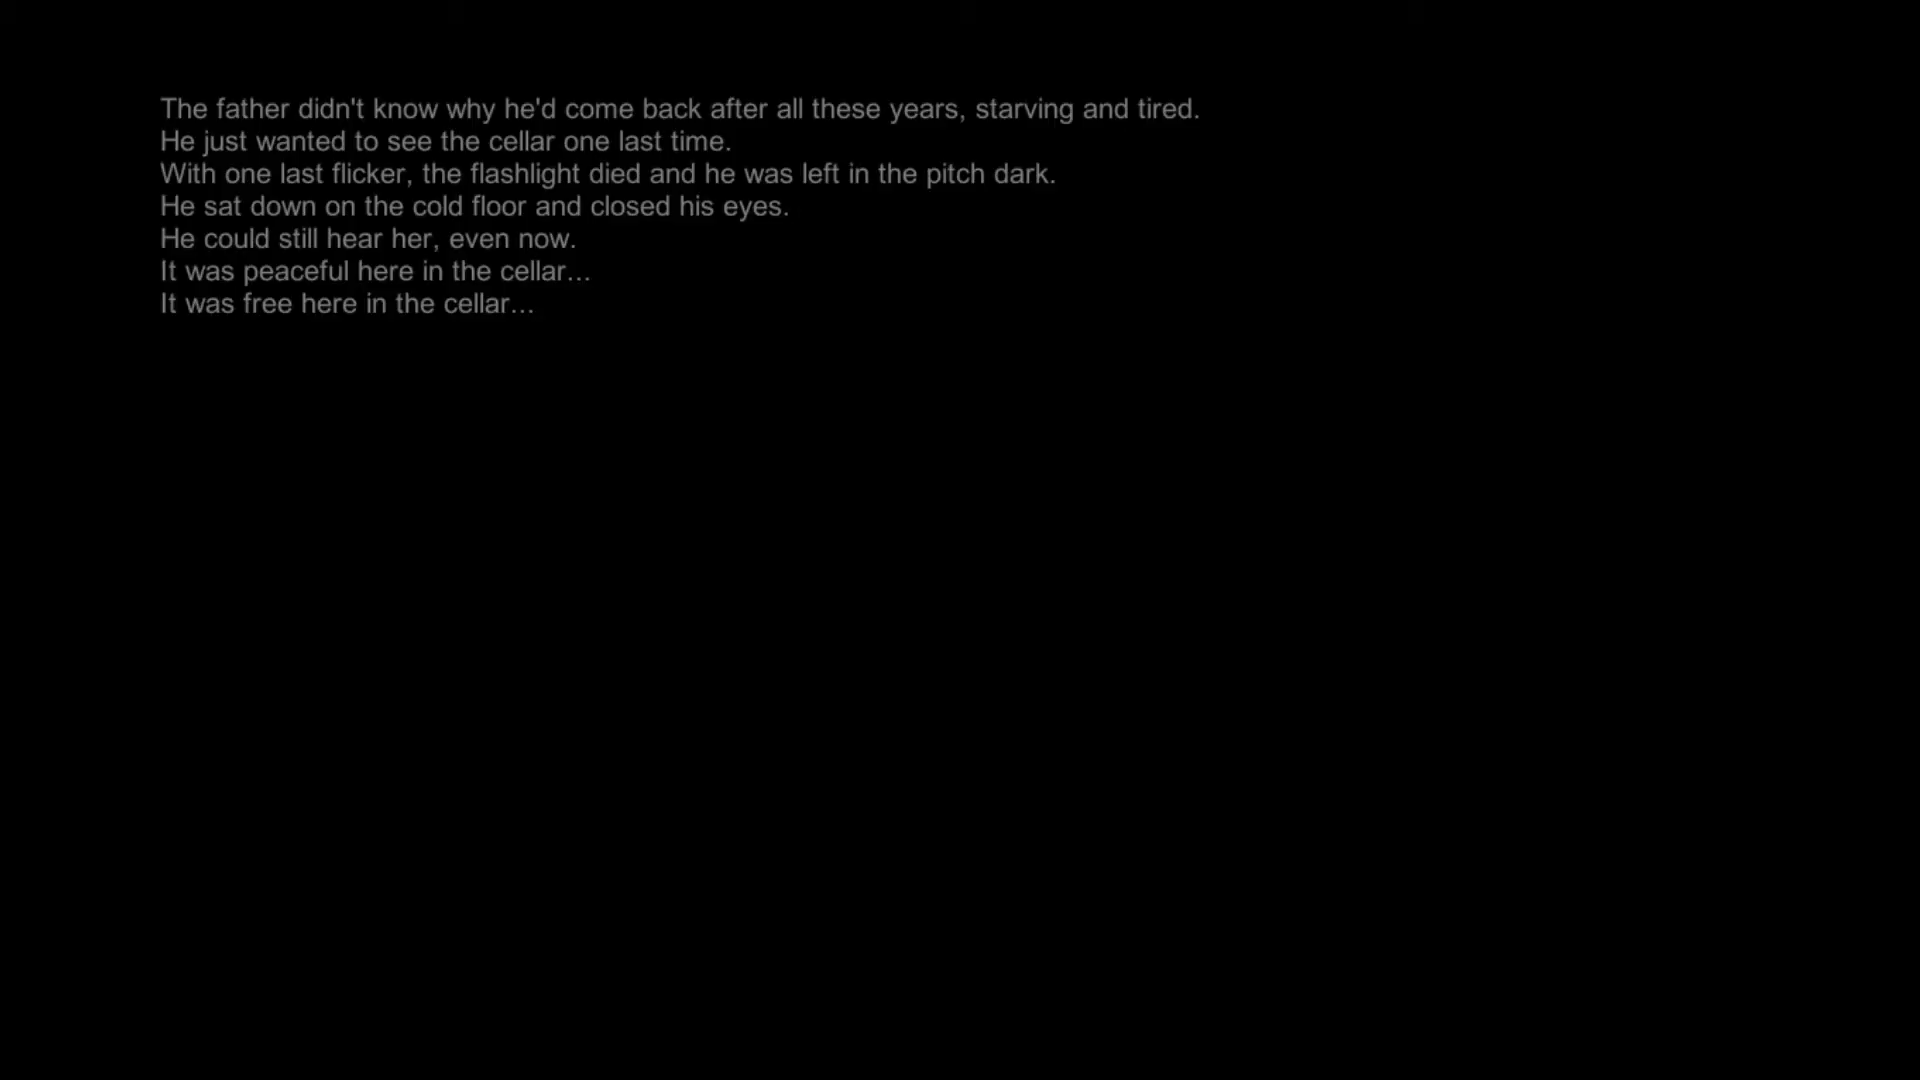 The father didn't know why he'd come back after all these years, starving and tired.
He just wanted to see the cellar one last time.
With one last flicker, the flashlight died and he was left in the pitch dark.
He sat down on the cold floor and closed his eyes.
He could still hear her, even now.
It was peaceful here in the cellar...
It was free here in the cellar...